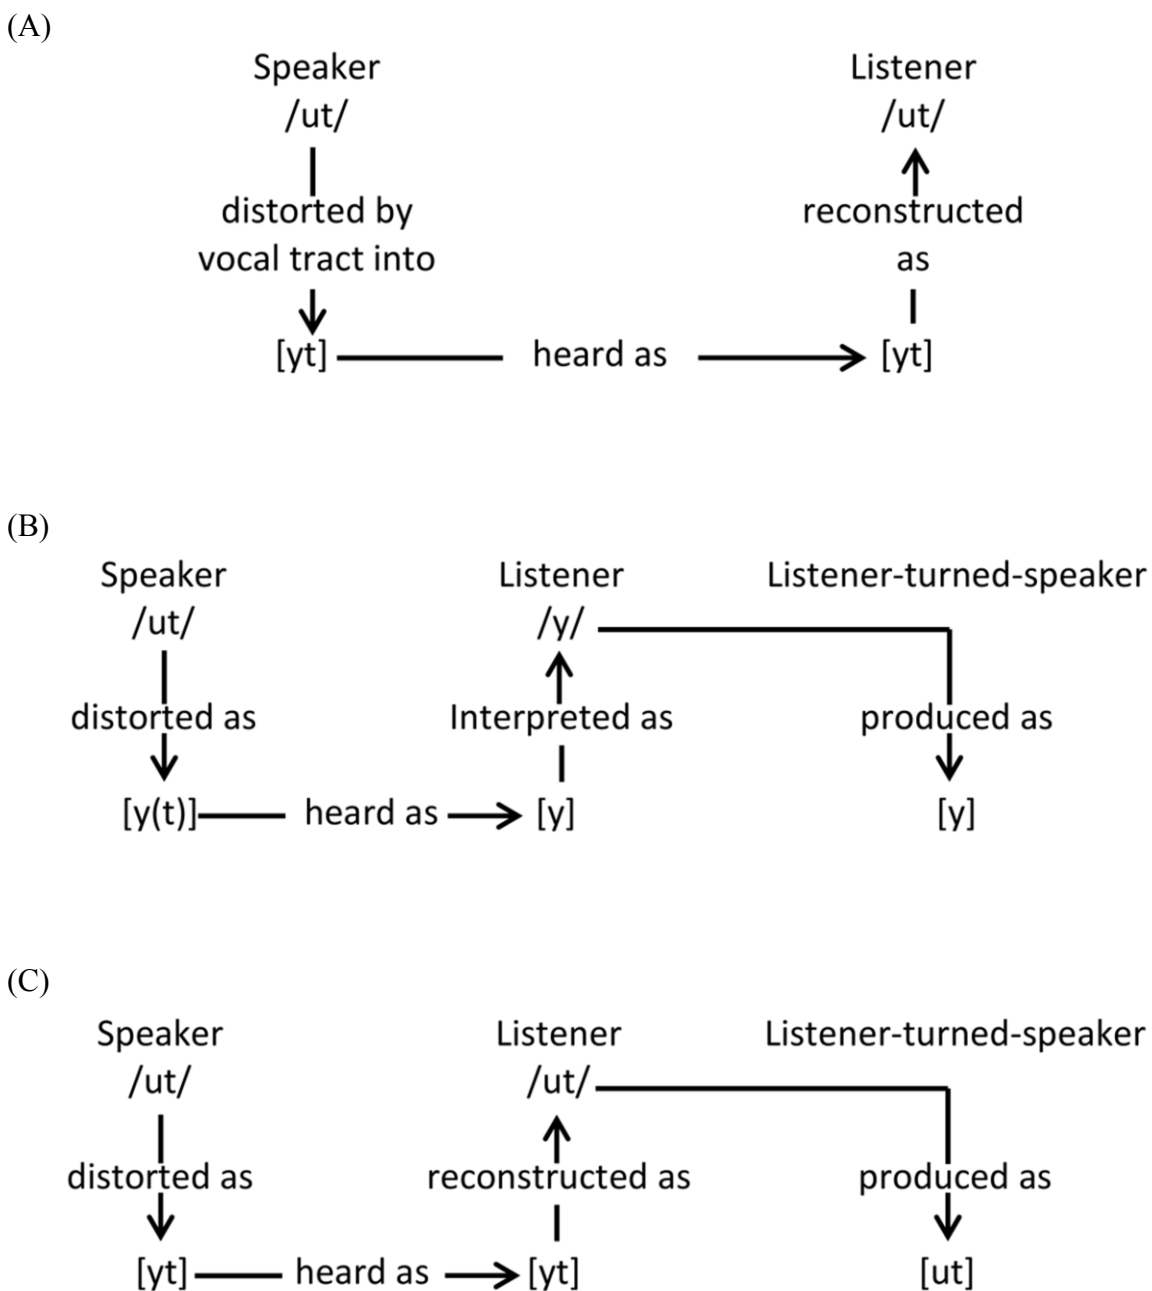 (A)
Speaker Listener
/ut/ /ut/
distorted by reconstructed
vocal tract into as
[yt] heard as [yt]
(B)
Speaker Listener Listener-turned-speaker
/ut/ /y/
distorted as Interpreted as produced as
[y(t)] heard as [y] [y]
(C)
Speaker Listener Listener-turned-speaker
/ut/ /ut/
distorted as reconstructed as produced as
[yt] heard as [yt] [ut]